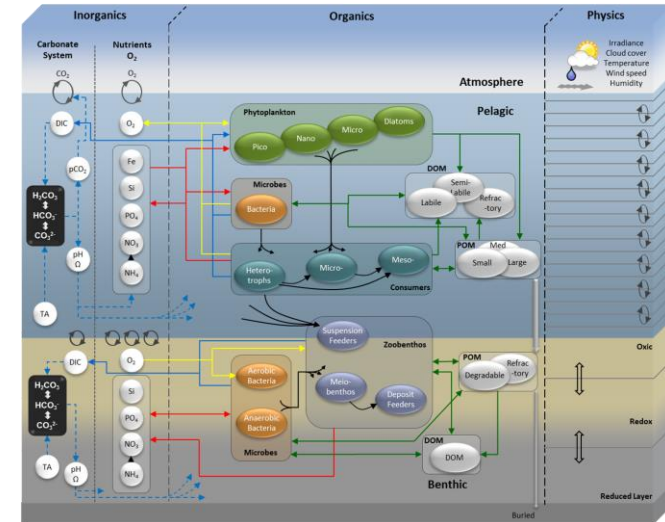 Inorganics
Organics
Physics
Carbonate
System
Nutrients
O₂
CO₂
O₂
Irradiance
Cloud cover
Temperature
Wind speed
Humidity
Atmosphere
Pelagic
DIC
O₂
pCO₂
Fe
Si
PO₄
NO₃
NH₄
H₂CO₃
HCO₃⁻
CO₃²⁻
pH
Ω
TA
Phytoplankton
Pico
Nano
Micro
Diatoms
Microbes
Bacteria
DOM
Labile
Semi-
Labile
Refrac
-tory
POM
Small
Med
Large
Hetero-
trophs
Micro-
Meso-
Consumers
Suspension
Feeders
Zoobenthos
Oxic
DIC
O₂
Si
PO₄
NO₃
NH₄
H₂CO₃
HCO₃⁻
CO₃²⁻
TA
pH
Ω
Aerobic
Bacteria
Anaerobic
Bacteria
Microbes
Meio-
benthos
Deposit
Feeders
POM
Degradable
Refrac
-tory
DOM
DOM
Benthic
Redox
Reduced Layer
Buried